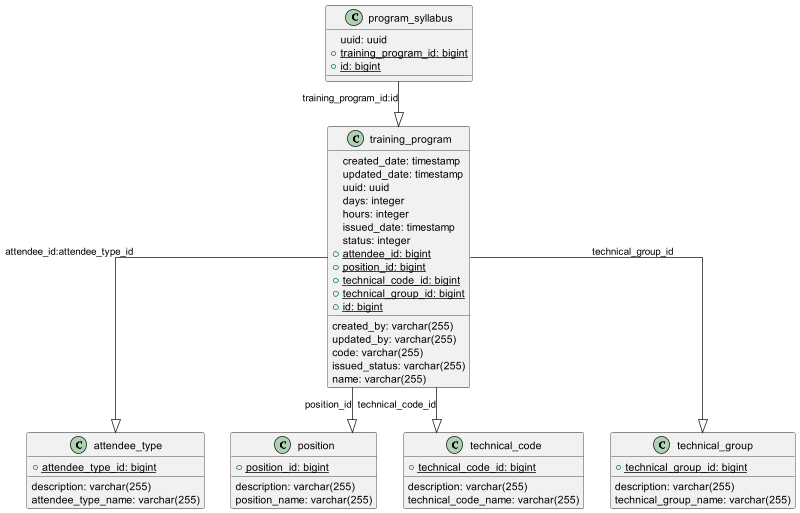 C program_syllabus
uuid: uuid
training_program_id: bigint
id: bigint
training_program_id:id
C training_program
created_date: timestamp
updated_date: timestamp
uuid: uuid
days: integer
hours: integer
issued_date: timestamp
status: integer
attendee_id: bigint
position_id: bigint
technical_code_id: bigint
technical_group_id: bigint
id: bigint
created_by: varchar(255)
updated_by: varchar(255)
code: varchar(255)
issued_status: varchar(255)
name: varchar(255)
attendee_id:attendee_type_id
technical_group_id
position_id
technical_code_id
C attendee_type
attendee_type_id: bigint
description: varchar(255)
attendee_type_name: varchar(255)
C position
position_id: bigint
description: varchar(255)
position_name: varchar(255)
C technical_code
technical_code_id: bigint
description: varchar(255)
technical_code_name: varchar(255)
C technical_group
technical_group_id: bigint
description: varchar(255)
technical_group_name: varchar(255)